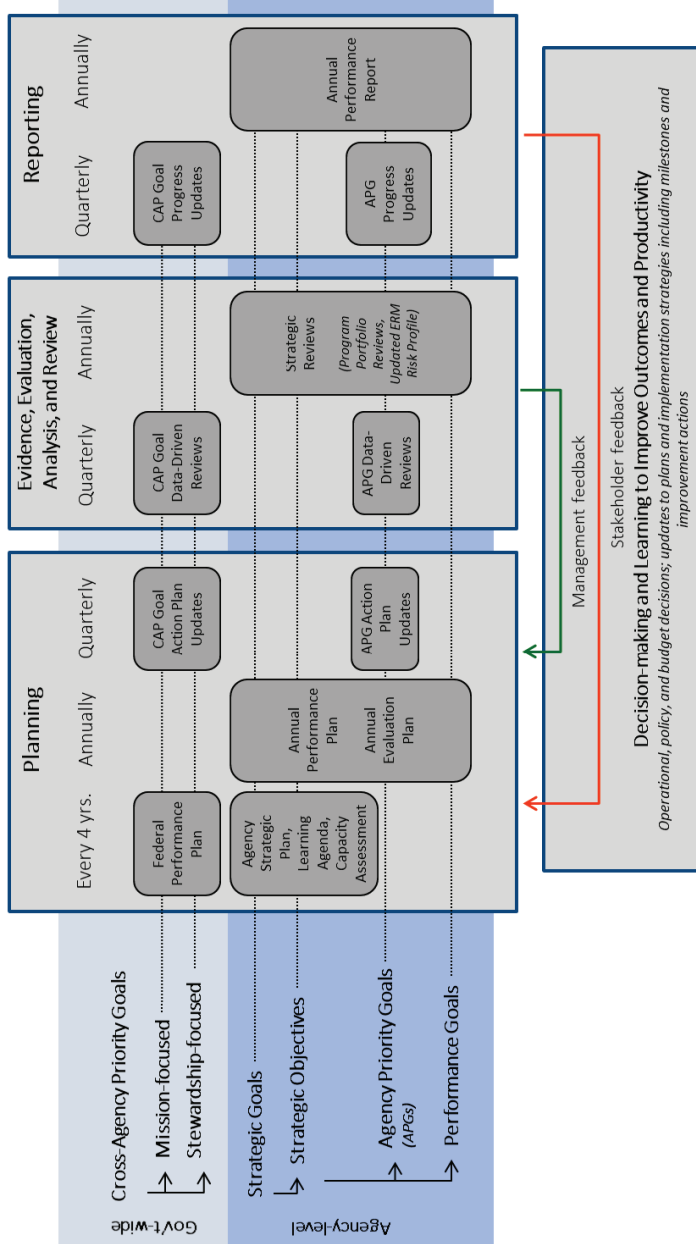 Gov't-wide
Cross-Agency Priority Goals
Mission-focused
Stewardship-focused
Agency-level
Strategic Goals
Strategic Objectives
Agency Priority Goals
(APGs)
Performance Goals
Planning
Every 4 yrs.
Annually
Quarterly
Federal
Performance
Plan
CAP Goal
Action Plan
Updates
Agency
Strategic
Plan,
Learning
Agenda,
Capacity
Assessment
Annual
Performance
Plan
Annual
Evaluation
Plan
APG Action
Plan
Updates
Evidence, Evaluation,
Analysis, and Review
Quarterly
Annually
CAP Goal
Data-Driven
Reviews
APG Data-
Driven
Reviews
Strategic
Reviews
(Program
Portfolio
Reviews,
Updated ERM
Risk Profile)
Reporting
Quarterly
Annually
CAP Goal
Progress
Updates
APG
Progress
Updates
Annual
Performance
Report
Management feedback
Stakeholder feedback
Decision-making and Learning to Improve Outcomes and Productivity
Operational, policy, and budget decisions; updates to plans and implementation strategies including milestones and
improvement actions